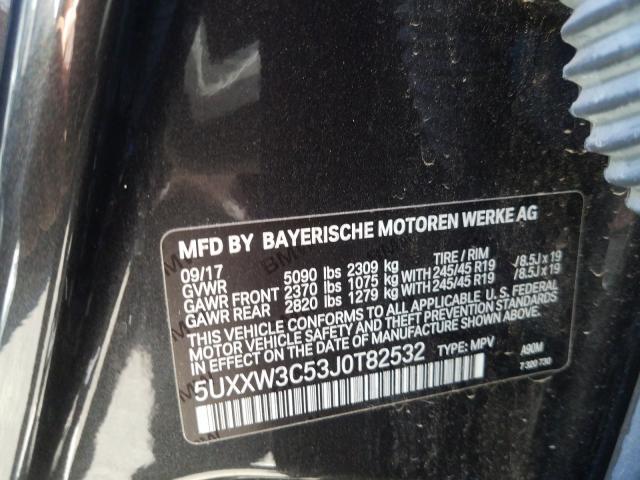 MFD BY BAYERISCHE MOTOREN WERKE AG
09/17
GVWR 5090 lbs 2309 kg TIRE / RIM
GAWR FRONT 2370 lbs 1075 kg WITH 245/45 R19 /8.5J x 19
GAWR REAR 2820 lbs 1279 kg WITH 245/45 R19 /8.5J x 19
THIS VEHICLE CONFORMS TO ALL APPLICABLE U.S. FEDERAL
MOTOR VEHICLE SAFETY AND THEFT PREVENTION STANDARDS
IN EFFECT ON THE DATE OF MANUFACTURE SHOWN ABOVE.
5UXXW3C53J0T82532 TYPE: MPV A90M
7 320 730